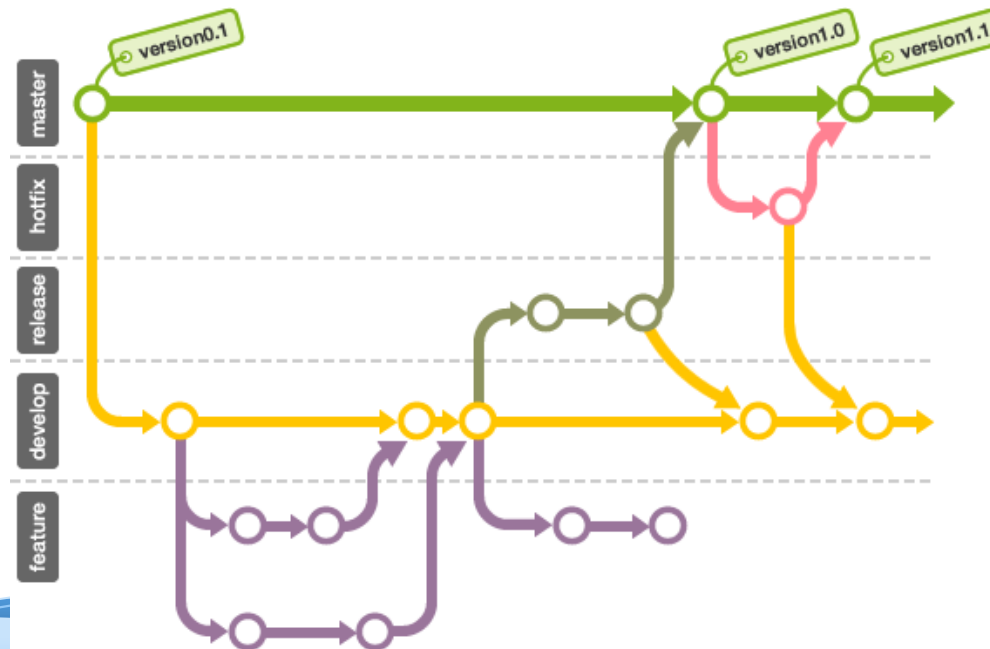 version0.1
version1.0
version1.1
master
hotfix
release
develop
feature